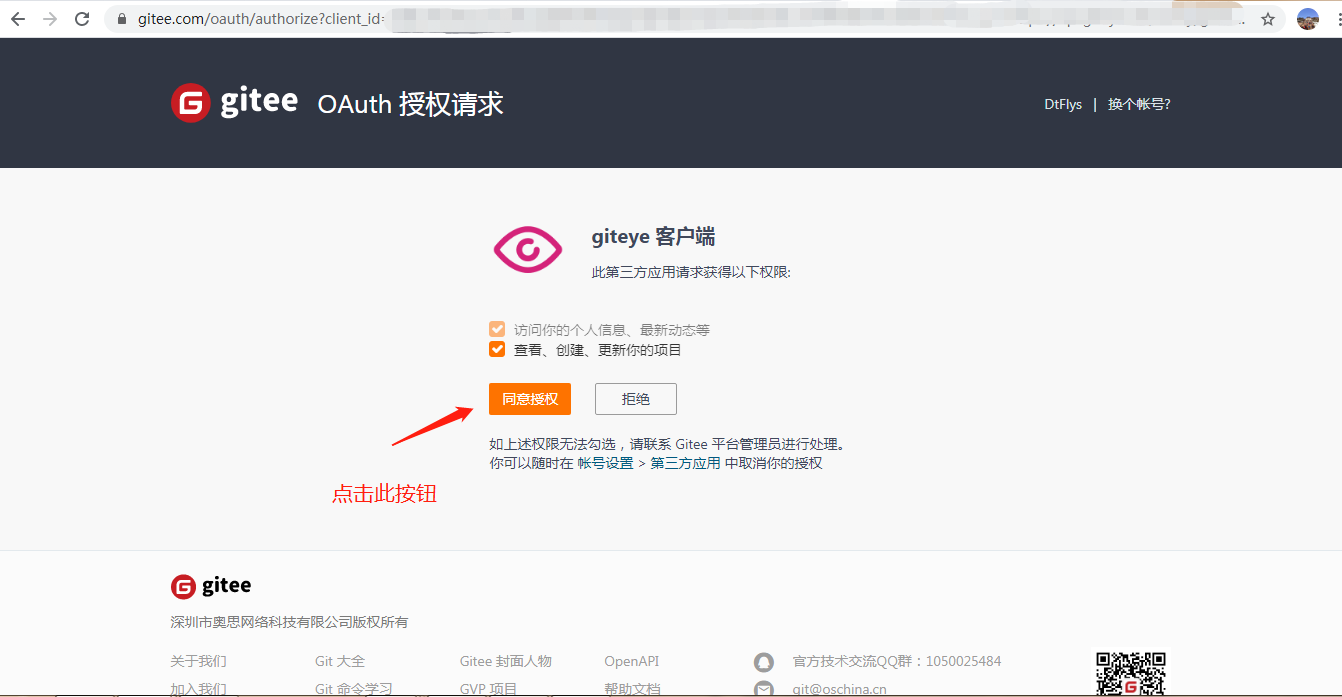 gitee.com/oauth/authorize?client_id=
gitee OAuth 授权请求
DtFlys | 换个帐号?
giteye 客户端
此第三方应用请求获得以下权限:
访问你的个人信息、最新动态等
查看、创建、更新你的项目
同意授权 拒绝
如上述权限无法勾选，请联系 Gitee 平台管理员进行处理。
你可以随时在 帐号设置 > 第三方应用 中取消你的授权
点击此按钮
gitee
深圳市奥思网络科技有限公司版权所有
关于我们 Git 大全 Gitee 封面人物 OpenAPI 官方技术交流QQ群：1050025484
加入我们 Git 命令学习 GVP 项目 帮助文档 git@oschina.cn